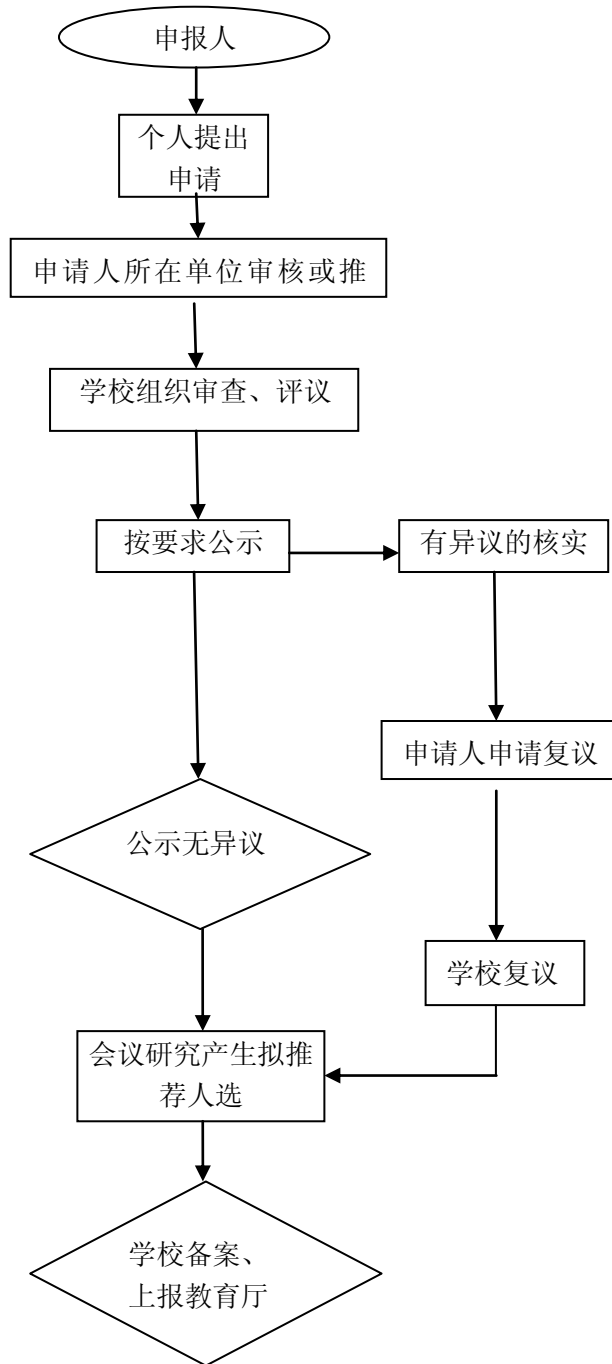 申报人
个人提出
申请
申请人所在单位审核或推
学校组织审查、评议
按要求公示
有异议的核实
申请人申请复议
公示无异议
学校复议
会议研究产生拟推
荐人选
学校备案、
上报教育厅